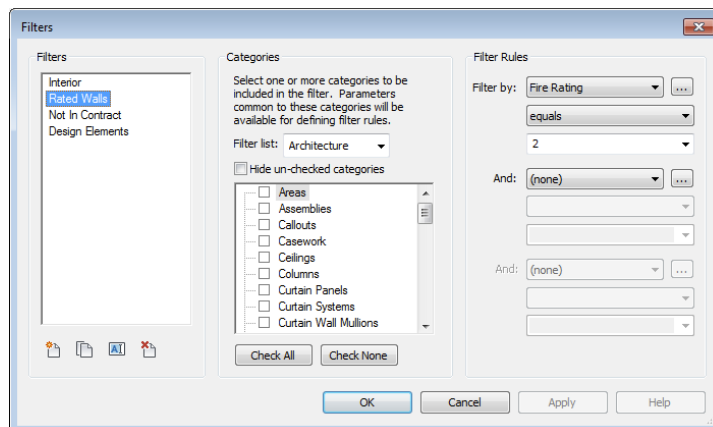 Filters
Filters
Interior
Rated Walls
Not In Contract
Design Elements
Categories
Select one or more categories to be
included in the filter.  Parameters
common to these categories will be
available for defining filter rules.
Filter list: Architecture
Hide un-checked categories
Areas
Assemblies
Callouts
Casework
Ceilings
Columns
Curtain Panels
Curtain Systems
Curtain Wall Mullions
Check All Check None
Filter Rules
Filter by: Fire Rating ...
equals
2
And: (none) ...
And: (none) ...
OK Cancel Apply Help